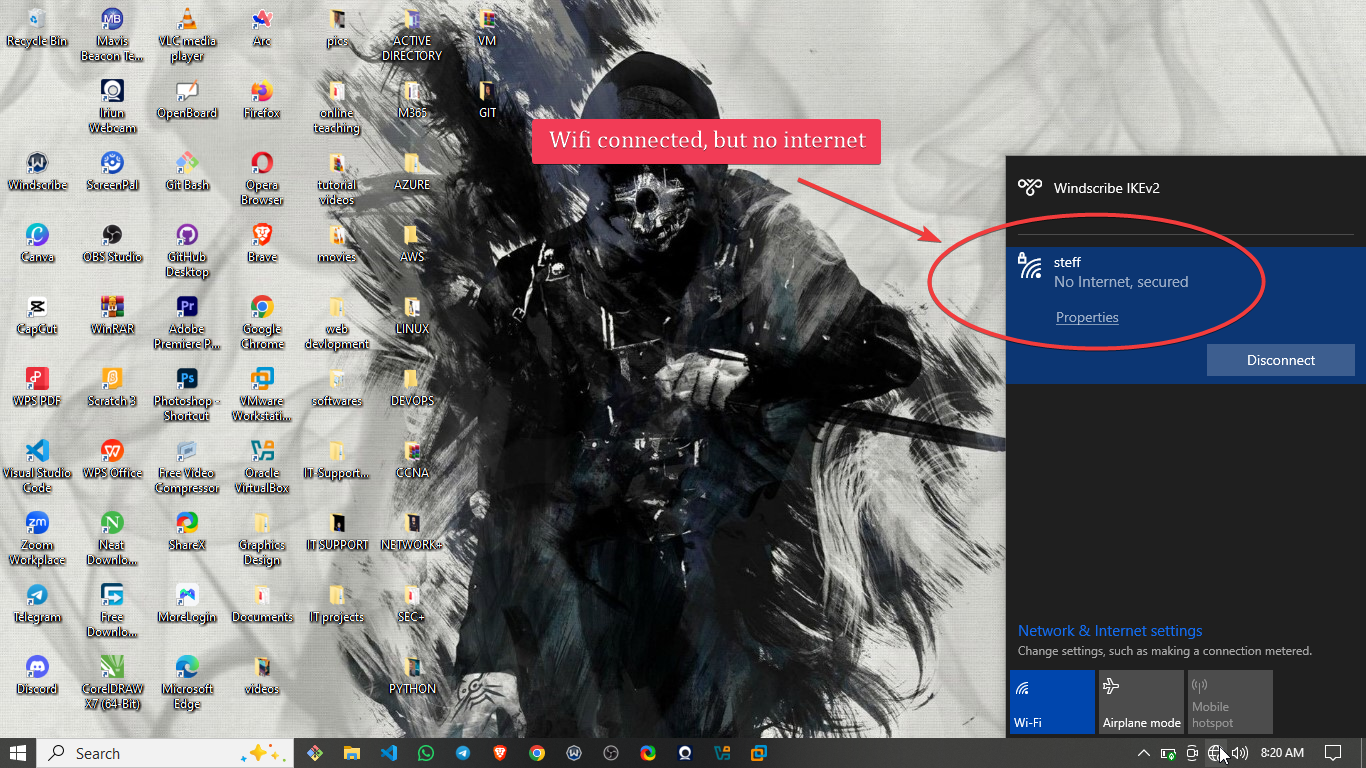 Recycle Bin
Mavis
Beacon Te...
VLC media
player
Arc
pics
ACTIVE
DIRECTORY
VM
Iriun
Webcam
OpenBoard
Firefox
online
teaching
M365
GIT
Wifi connected, but no internet
Windscribe
ScreenPal
Git Bash
Opera
Browser
tutorial
videos
AZURE
Canva
OBS Studio
GitHub
Desktop
Brave
movies
AWS
CapCut
WinRAR
Adobe
Premiere P...
Google
Chrome
web
devlopment
LINUX
WPS PDF
Scratch 3
Photoshop -
Shortcut
VMware
Workstati...
softwares
DEVOPS
Visual Studio
Code
WPS Office
Free Video
Compressor
Oracle
VirtualBox
IT-Support...
CCNA
Zoom
Workplace
Neat
Downlo...
ShareX
Graphics
Design
IT SUPPORT
NETWORK+
Telegram
Free
Downlo...
MoreLogin
Documents
IT projects
SEC+
Discord
CorelDRAW
X7 (64-Bit)
Microsoft
Edge
videos
PYTHON
Windscribe IKEv2
steff
No Internet, secured
Properties
Disconnect
Network & Internet settings
Change settings, such as making a connection metered.
Wi-Fi
Airplane mode
Mobile
hotspot
Search
8:20 AM